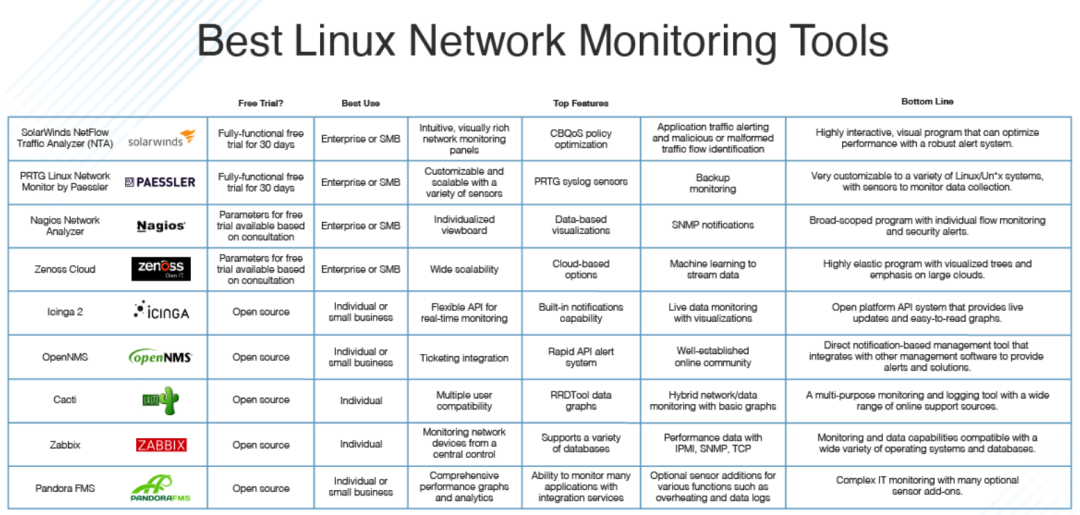 Best Linux Network Monitoring Tools
Free Trial? Best Use Top Features Bottom Line
SolarWinds NetFlow
Traffic Analyzer (NTA)
solarwinds
Fully-functional free
trial for 30 days
Enterprise or SMB
Intuitive, visually rich
network monitoring
panels
CBQoS policy
optimization
Application traffic alerting
and malicious or malformed
traffic flow identification
Highly interactive, visual program that can optimize
performance with a robust alert system.
PRTG Linux Network
Monitor by Paessler
PAESSLER
Fully-functional free
trial for 30 days
Enterprise or SMB
Customizable and
scalable with a
variety of sensors
PRTG syslog sensors
Backup
monitoring
Very customizable to a variety of Linux/Un*x systems,
with sensors to monitor data collection.
Nagios Network
Analyzer
Nagios
Parameters for free
trial available based
on consultation
Enterprise or SMB
Individualized
viewboard
Data-based
visualizations
SNMP notifications
Broad-scoped program with individual flow monitoring
and security alerts.
Zenoss Cloud
zenoss
Own IT.
Parameters for free
trial available based
on consultation
Enterprise or SMB
Wide scalability
Cloud-based
options
Machine learning to
stream data
Highly elastic program with visualized trees and
emphasis on large clouds.
Icinga 2
ICINGA
Open source
Individual or
small business
Flexible API for
real-time monitoring
Built-in notifications
capability
Live data monitoring
with visualizations
Open platform API system that provides live
updates and easy-to-read graphs.
OpenNMS
openNMS
Open source
Individual or
small business
Ticketing integration
Rapid API alert
system
Well-established
online community
Direct notification-based management tool that
integrates with other management software to provide
alerts and solutions.
Cacti
Open source
Individual
Multiple user
compatibility
RRDTool data
graphs
Hybrid network/data
monitoring with basic graphs
A multi-purpose monitoring and logging tool with a wide
range of online support sources.
Zabbix
ZABBIX
Open source
Individual
Monitoring network
devices from a
central control
Supports a variety
of databases
Performance data with
IPMI, SNMP, TCP
Monitoring and data capabilities compatible with a
wide variety of operating systems and databases.
Pandora FMS
PANDORAFMS
Open source
Individual or
small business
Comprehensive
performance graphs
and analytics
Ability to monitor many
applications with
integration services
Optional sensor additions for
various functions such as
overheating and data logs
Complex IT monitoring with many optional
sensor add-ons.